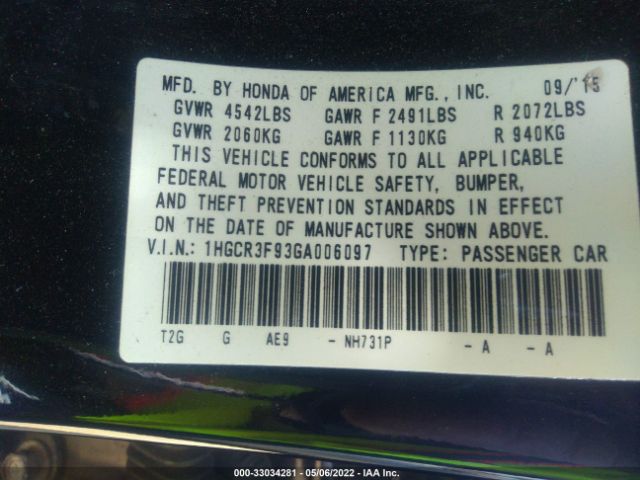 MFD. BY HONDA OF AMERICA MFG., INC. 09/'15
GVWR 4542LBS GAWR F 2491LBS R 2072LBS
GVWR 2060KG GAWR F 1130KG R 940KG
THIS VEHICLE CONFORMS TO ALL APPLICABLE
FEDERAL MOTOR VEHICLE SAFETY, BUMPER,
AND THEFT PREVENTION STANDARDS IN EFFECT
ON THE DATE OF MANUFACTURE SHOWN ABOVE.
V.I.N.: 1HGCR3F93GA006097 TYPE: PASSENGER CAR
T2G G AE9 - NH731P - A - A
000-33034281 - 05/06/2022 - IAA Inc.